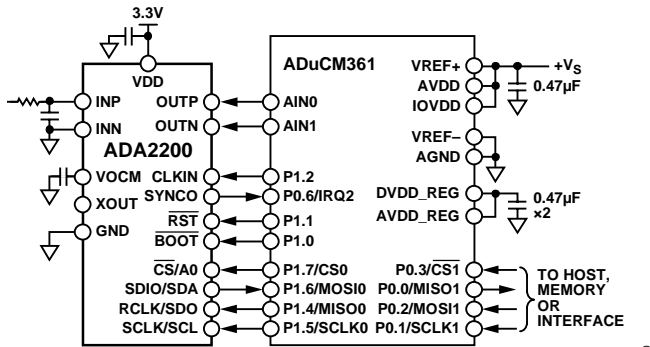 3.3V
VDD
INP
INN
VOCM
XOUT
GND
ADA2200
OUTP
OUTN
CLKIN
SYNCO
RST
BOOT
CS/A0
SDIO/SDA
RCLK/SDO
SCLK/SCL
ADuCM361
AIN0
AIN1
P1.2
P0.6/IRQ2
P1.1
P1.0
P1.7/CS0
P1.6/MOSI0
P1.4/MISO0
P1.5/SCLK0
VREF+
AVDD
IOVDD
VREF–
AGND
DVDD_REG
AVDD_REG
P0.3/CS1
P0.0/MISO1
P0.2/MOSI1
P0.1/SCLK1
+VS
0.47µF
0.47µF
×2
TO HOST,
MEMORY
OR
INTERFACE